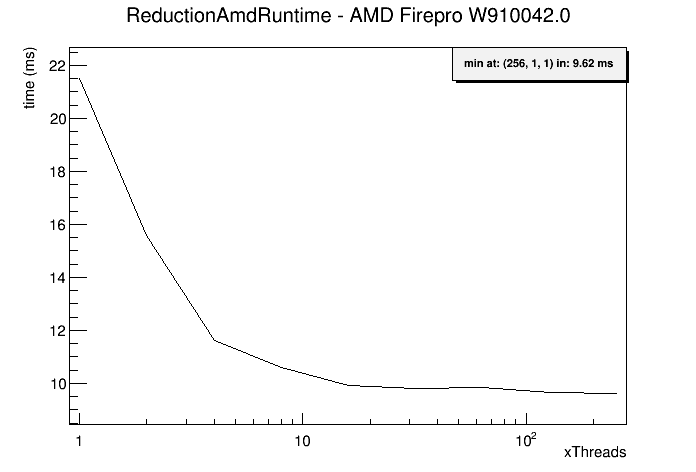 ReductionAmdRuntime - AMD Firepro W910042.0
time (ms)
min at: (256, 1, 1) in: 9.62 ms
22
20
18
16
14
12
10
1
10
10²
xThreads